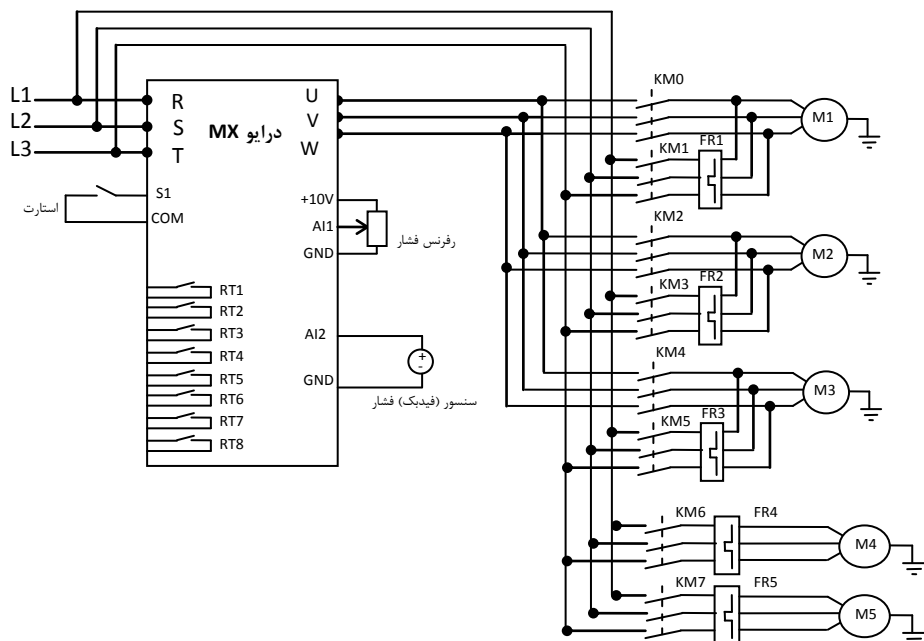 L1
L2
L3
R
S
T
درایو MX
U
V
W
S1
COM
استارت
+10V
AI1
GND
رفرنس فشار
RT1
RT2
RT3
RT4
RT5
RT6
RT7
RT8
AI2
GND
+
-
سنسور (فیدبک) فشار
KM0
M1
KM1
FR1
KM2
M2
KM3
FR2
KM4
M3
KM5
FR3
KM6
FR4
M4
KM7
FR5
M5